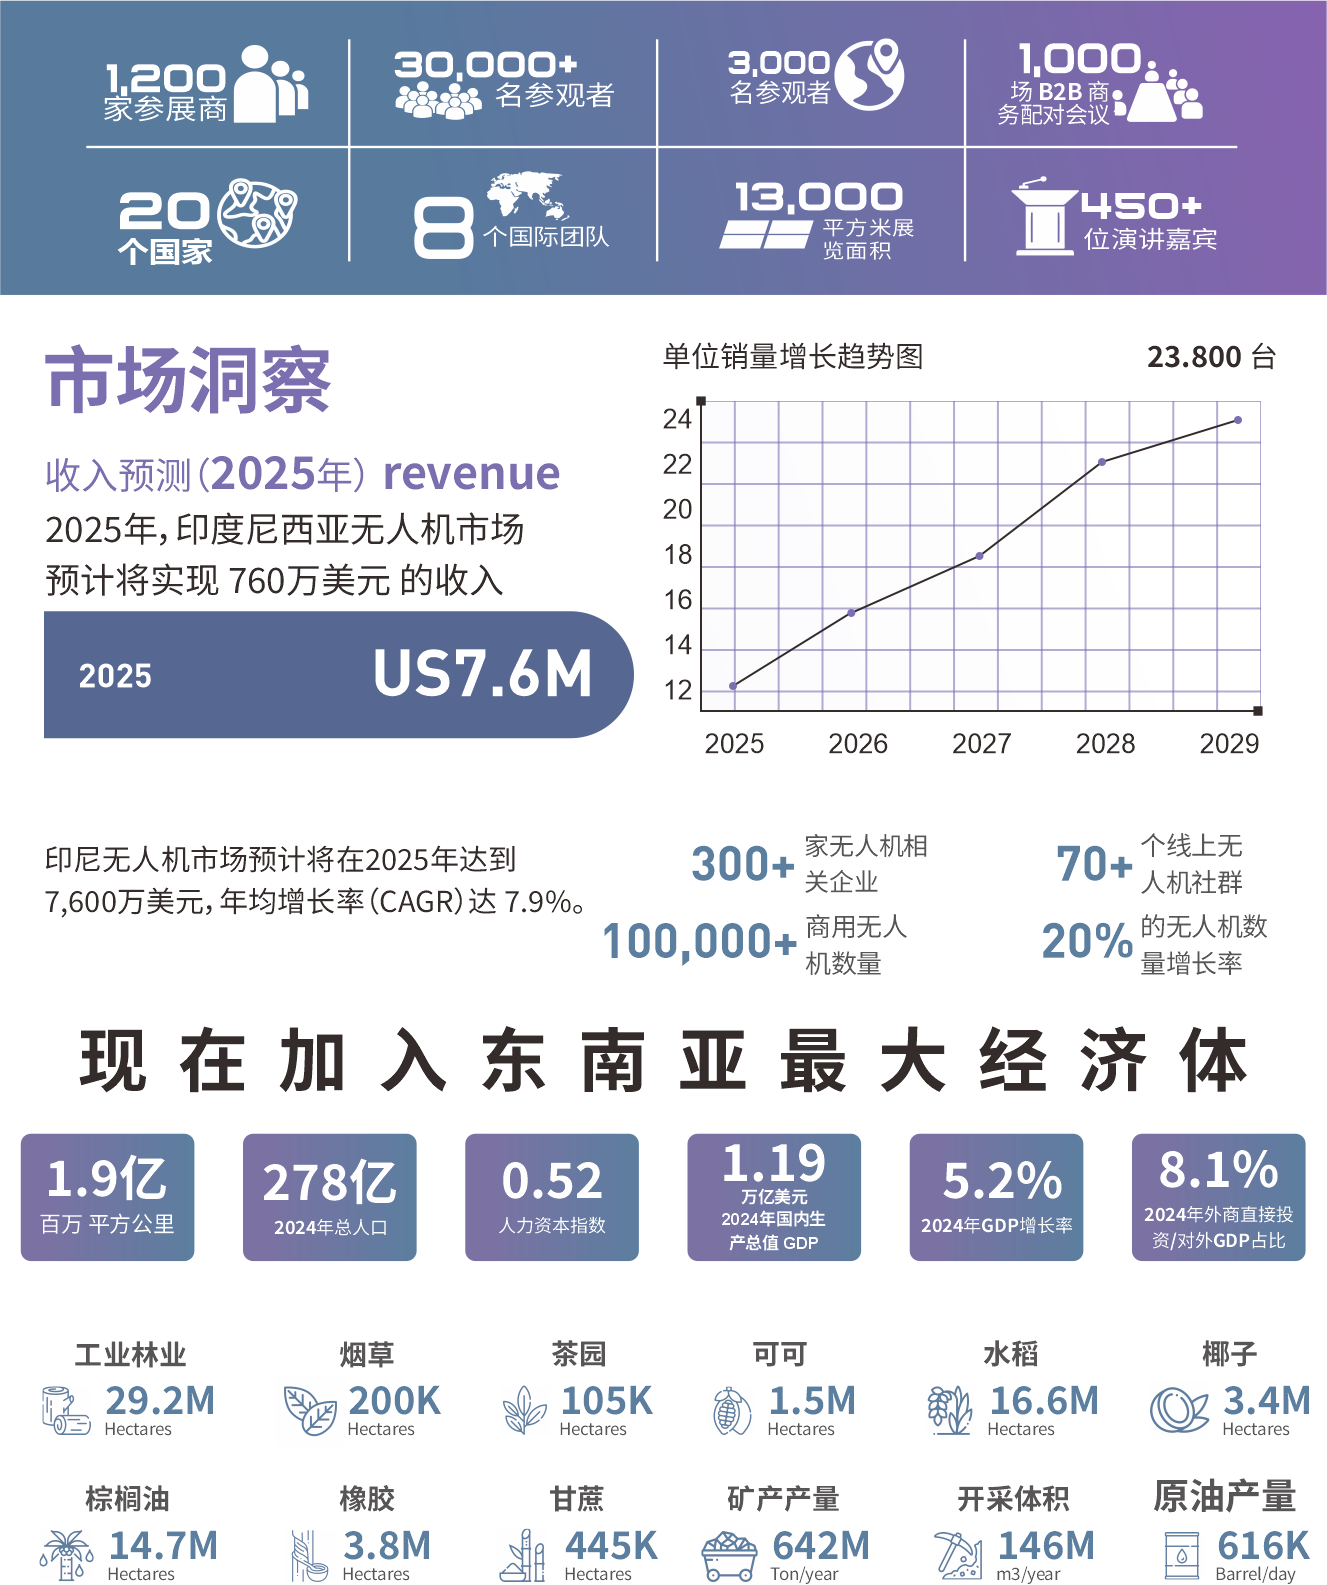 1,200
家参展商
30,000+
名参观者
3,000
名参观者
1,000
场 B2B 商
务配对会议
20
个国家
8
个国际团队
13,000
平方米展
览面积
450+
位演讲嘉宾
市场洞察
收入预测（2025年）revenue
2025年，印度尼西亚无人机市场
预计将实现 760万美元 的收入
2025 US7.6M
单位销量增长趋势图 23.800 台
24
22
20
18
16
14
12
2025 2026 2027 2028 2029
印尼无人机市场预计将在2025年达到
7,600万美元，年均增长率（CAGR）达 7.9%。
300+
家无人机相
关企业
70+
个线上无
人机社群
100,000+
商用无人
机数量
20%
的无人机数
量增长率
现在加入东南亚最大经济体
1.9亿
百万 平方公里
278亿
2024年总人口
0.52
人力资本指数
1.19
万亿美元
2024年国内生
产总值 GDP
5.2%
2024年GDP增长率
8.1%
2024年外商直接投
资/对外GDP占比
工业林业
29.2M
Hectares
烟草
200K
Hectares
茶园
105K
Hectares
可可
1.5M
Hectares
水稻
16.6M
Hectares
椰子
3.4M
Hectares
棕榈油
14.7M
Hectares
橡胶
3.8M
Hectares
甘蔗
445K
Hectares
矿产产量
642M
Ton/year
开采体积
146M
m3/year
原油产量
616K
Barrel/day